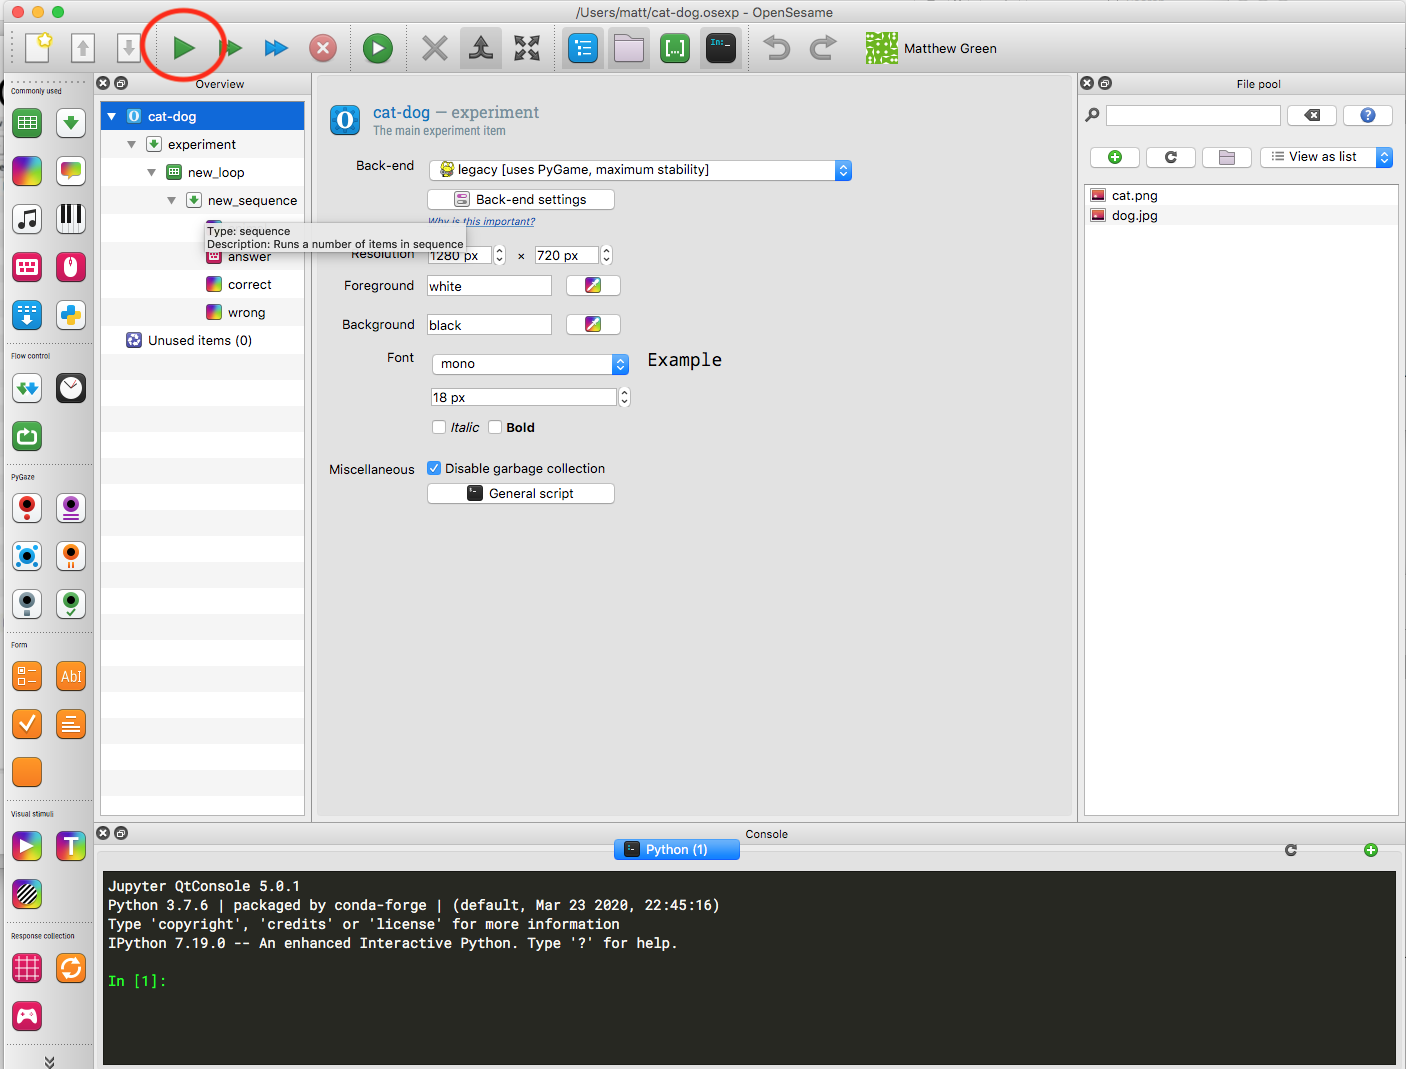 /Users/matt/cat-dog.osexp - OpenSesame
In:_
Matthew Green
Commonly used
Overview
File pool
cat-dog
experiment
new_loop
new_sequence
answer
correct
wrong
Unused items (0)
Type: sequence
Description: Runs a number of items in sequence
cat-dog — experiment
The main experiment item
Back-end
legacy [uses PyGame, maximum stability]
Back-end settings
Why is this important?
Resolution
1280 px
×
720 px
Foreground
white
Background
black
Font
mono
Example
18 px
Italic
Bold
Miscellaneous
Disable garbage collection
General script
View as list
cat.png
dog.jpg
Flow control
PyGaze
Form
AbI
Visual stimuli
T
Response collection
Console
Python (1)
Jupyter QtConsole 5.0.1
Python 3.7.6 | packaged by conda-forge | (default, Mar 23 2020, 22:45:16)
Type 'copyright', 'credits' or 'license' for more information
IPython 7.19.0 -- An enhanced Interactive Python. Type '?' for help.
In [1]: